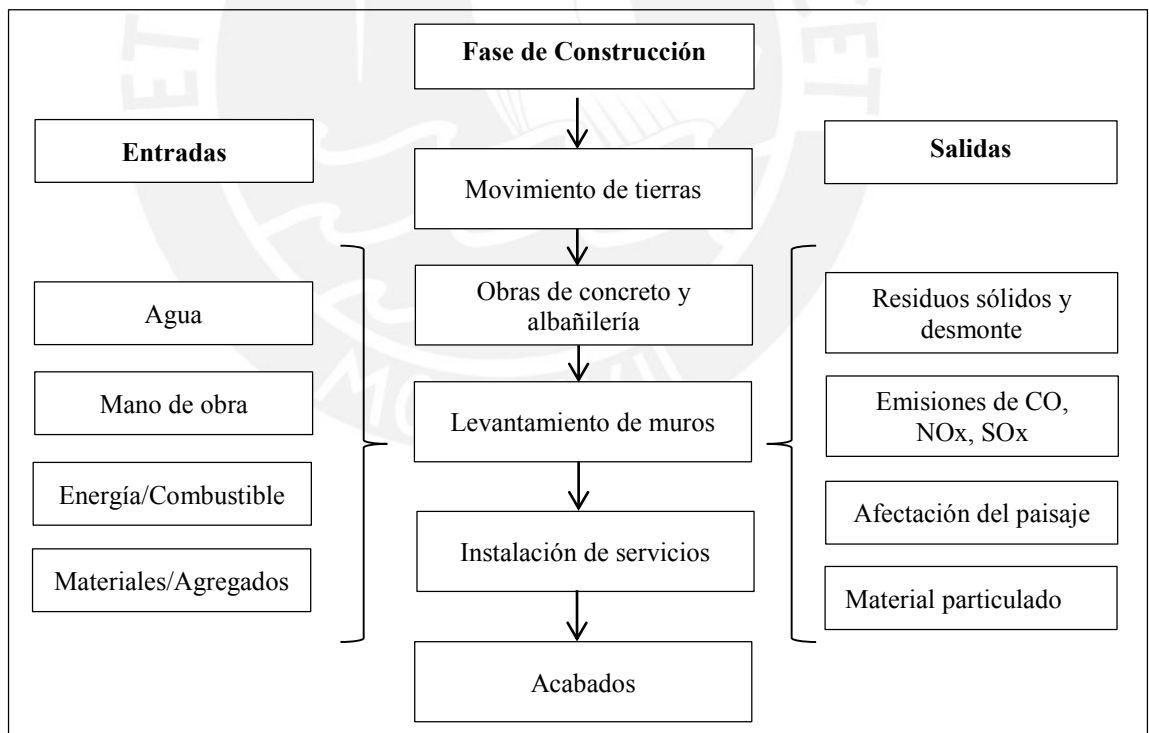 Fase de Construcción
Entradas
Salidas
Movimiento de tierras
Agua
Mano de obra
Energía/Combustible
Materiales/Agregados
Obras de concreto y
albañilería
Levantamiento de muros
Instalación de servicios
Acabados
Residuos sólidos y
desmonte
Emisiones de CO,
NOx, SOx
Afectación del paisaje
Material particulado
ET
ET